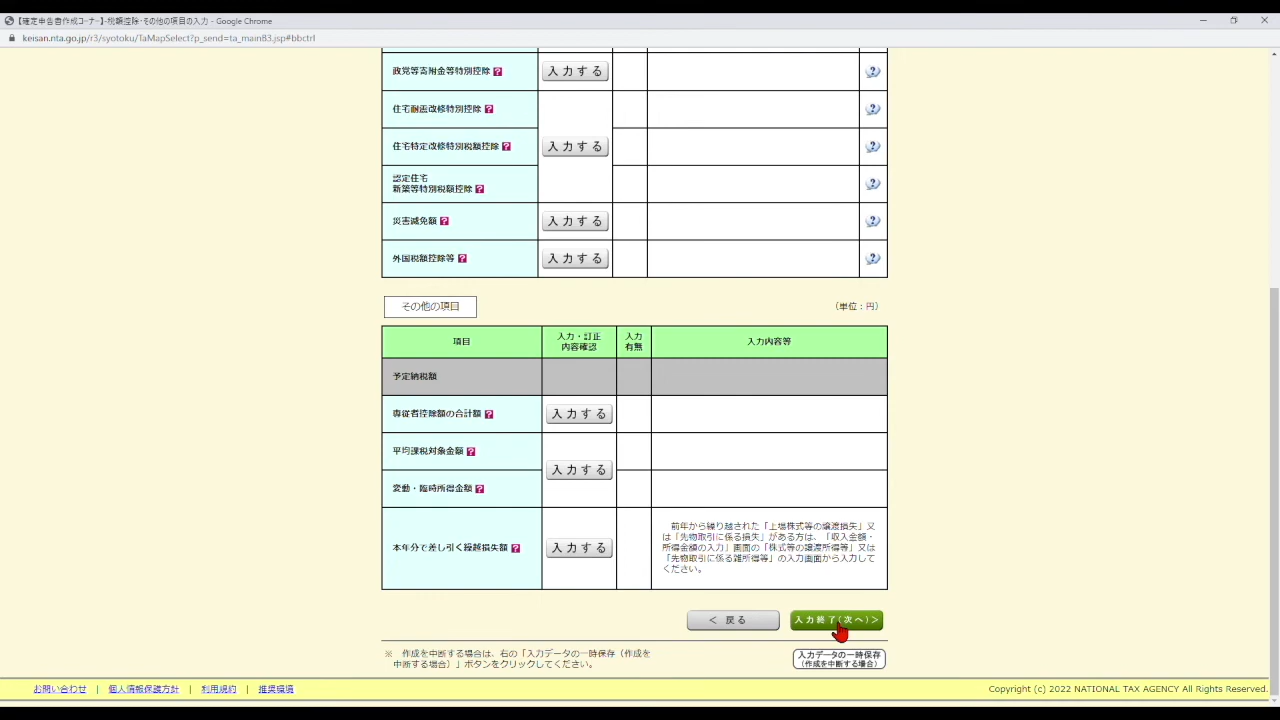 【確定申告書作成コーナー】-税額控除・その他の項目の入力 - Google Chrome
keisan.nta.go.jp/r3/syotoku/TaMapSelect?p_send=ta_main83.jsp#bbctrl
政党等寄附金等特別控除 ? 入力する ?
住宅耐震改修特別控除 ? ?
住宅特定改修特別税額控除 ? 入力する ?
認定住宅
新築等特別税額控除 ? ?
災害減免額 ? 入力する ?
外国税額控除等 ? 入力する ?
その他の項目 (単位:円)
項目 入力・訂正 内容確認 入力 有無 入力内容等
予定納税額
専従者控除額の合計額 ? 入力する
平均課税対象金額 ? 入力する
変動・臨時所得金額 ?
本年分で差し引く繰越損失額 ? 入力する
前年から繰り越された「上場株式等の譲渡損失」又
は「先物取引に係る損失」がある方は、「収入金額・
所得金額の入力」画面の「株式等の譲渡所得等」又は
「先物取引に係る雑所得等」の入力画面から入力して
ください。
< 戻る 入力終了(次へ)>
※ 作成を中断する場合は、右の「入力データの一時保存(作成を
中断する場合)」ボタンをクリックしてください。
入力データの一時保存
(作成を中断する場合)
お問い合わせ | 個人情報保護方針 | 利用規約 | 推奨環境 Copyright (c) 2022 NATIONAL TAX AGENCY All Rights Reserved.